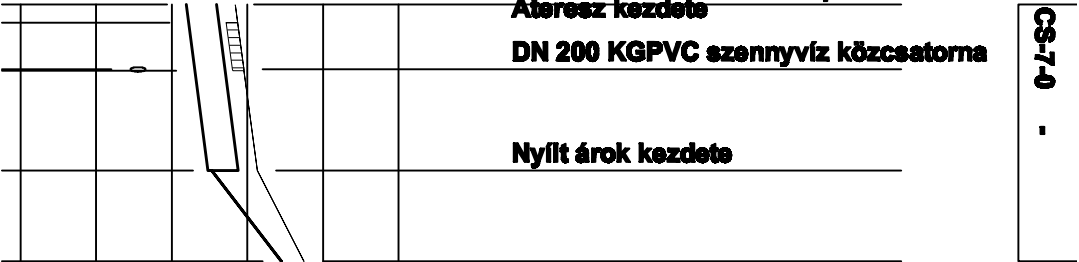 Áteresz kezdete
DN 200 KGPVC szennyvíz közcsatorna
Nyílt árok kezdete
CS-7-0 -